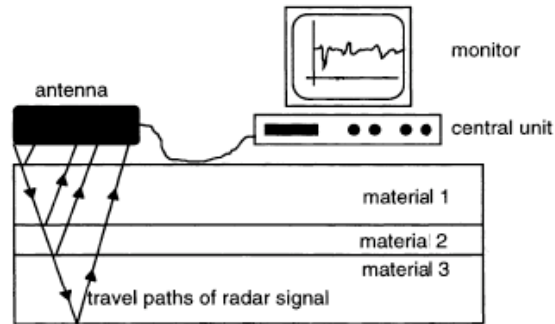 monitor
antenna
central unit
material 1
material 2
material 3
travel paths of radar signal